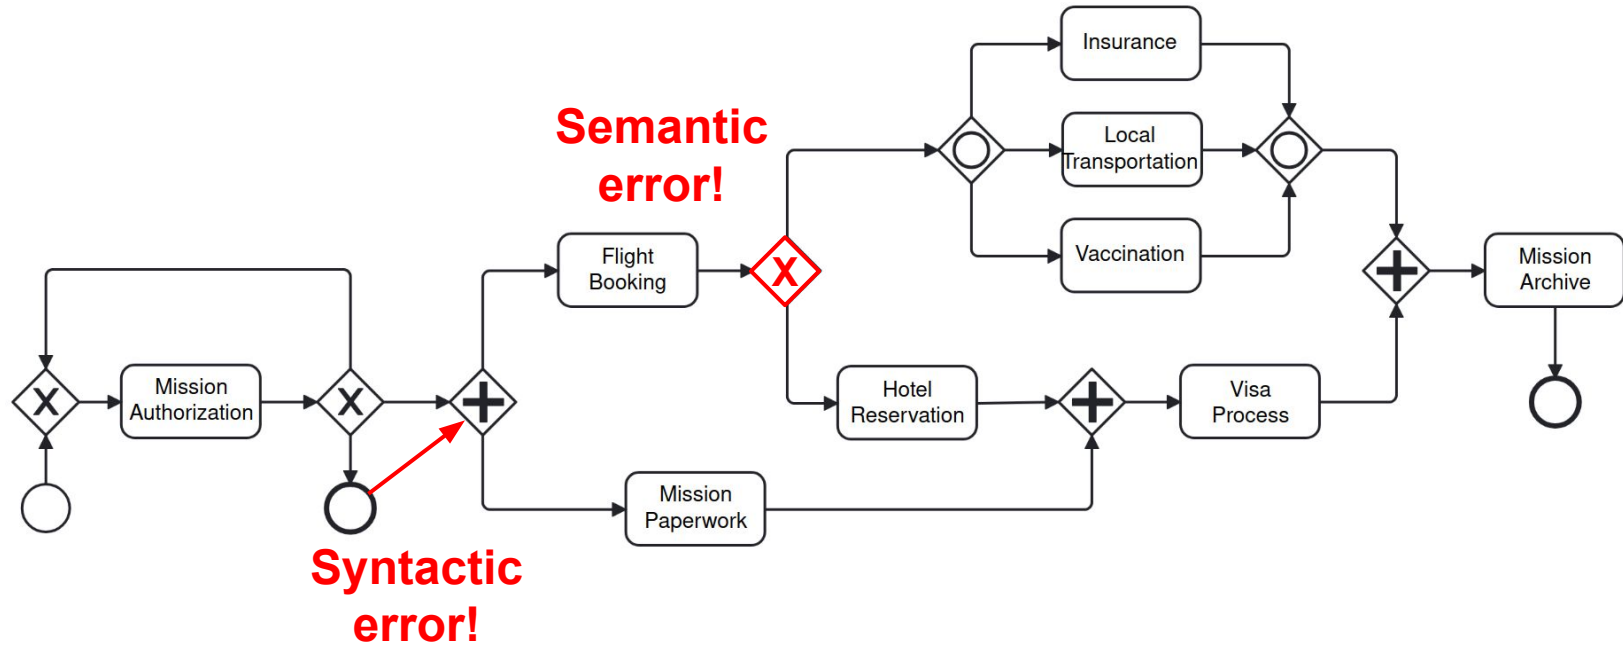 Insurance
Semantic
error!
Local
Transportation
Flight
Booking
X
Vaccination
Mission
Archive
X
Mission
Authorization
X
Hotel
Reservation
Visa
Process
Mission
Paperwork
Syntactic
error!